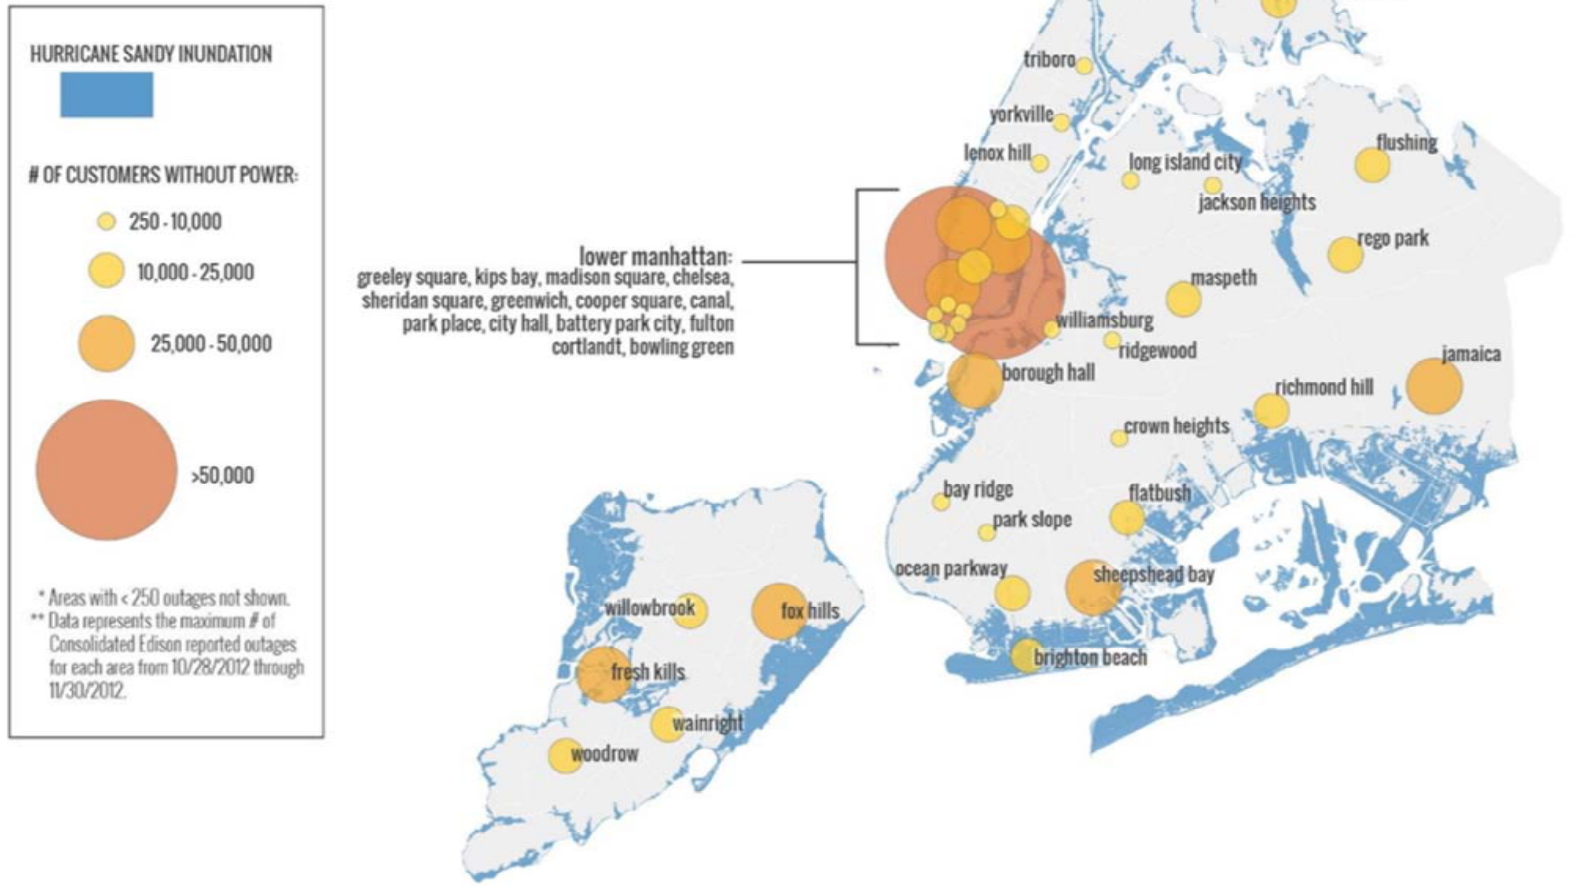 HURRICANE SANDY INUNDATION
# OF CUSTOMERS WITHOUT POWER:
250 - 10,000
10,000 - 25,000
25,000 - 50,000
>50,000
* Areas with < 250 outages not shown.
** Data represents the maximum # of
Consolidated Edison reported outages
for each area from 10/28/2012 through
11/30/2012.
triboro
yorkville
lenox hill
long island city
jackson heights
flushing
rego park
maspeth
lower manhattan:
greeley square, kips bay, madison square, chelsea,
sheridan square, greenwich, cooper square, canal,
park place, city hall, battery park city, fulton
cortlandt, bowling green
williamsburg
ridgewood
borough hall
jamaica
richmond hill
crown heights
bay ridge
park slope
flatbush
ocean parkway
sheepshead bay
brighton beach
willowbrook
fox hills
fresh kills
wainright
woodrow